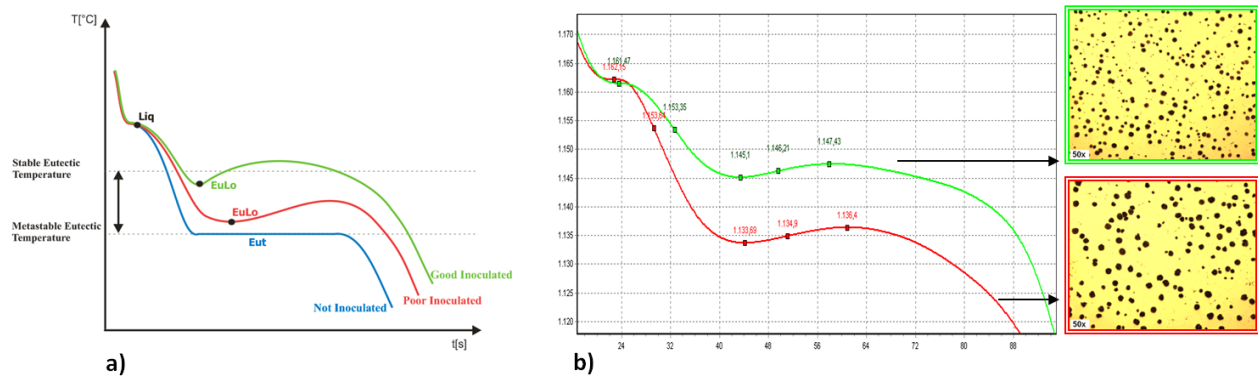 T[°C]
Liq
Stable Eutectic
Temperature
EuLo
EuLo
Metastable Eutectic
Temperature
Eut
Good Inoculated
Not Inoculated
Poor Inoculated
t[s]
a)
1.170
1.165
1.160
1.155
1.150
1.145
1.140
1.135
1.130
1.125
1.120
1.161,47
1.162,15
1.153,35
1.145,1
1.146,21
1.147,43
1.133,69
1.134,9
1.136,4
24
32
40
48
56
64
72
80
88
b)
50x
50x